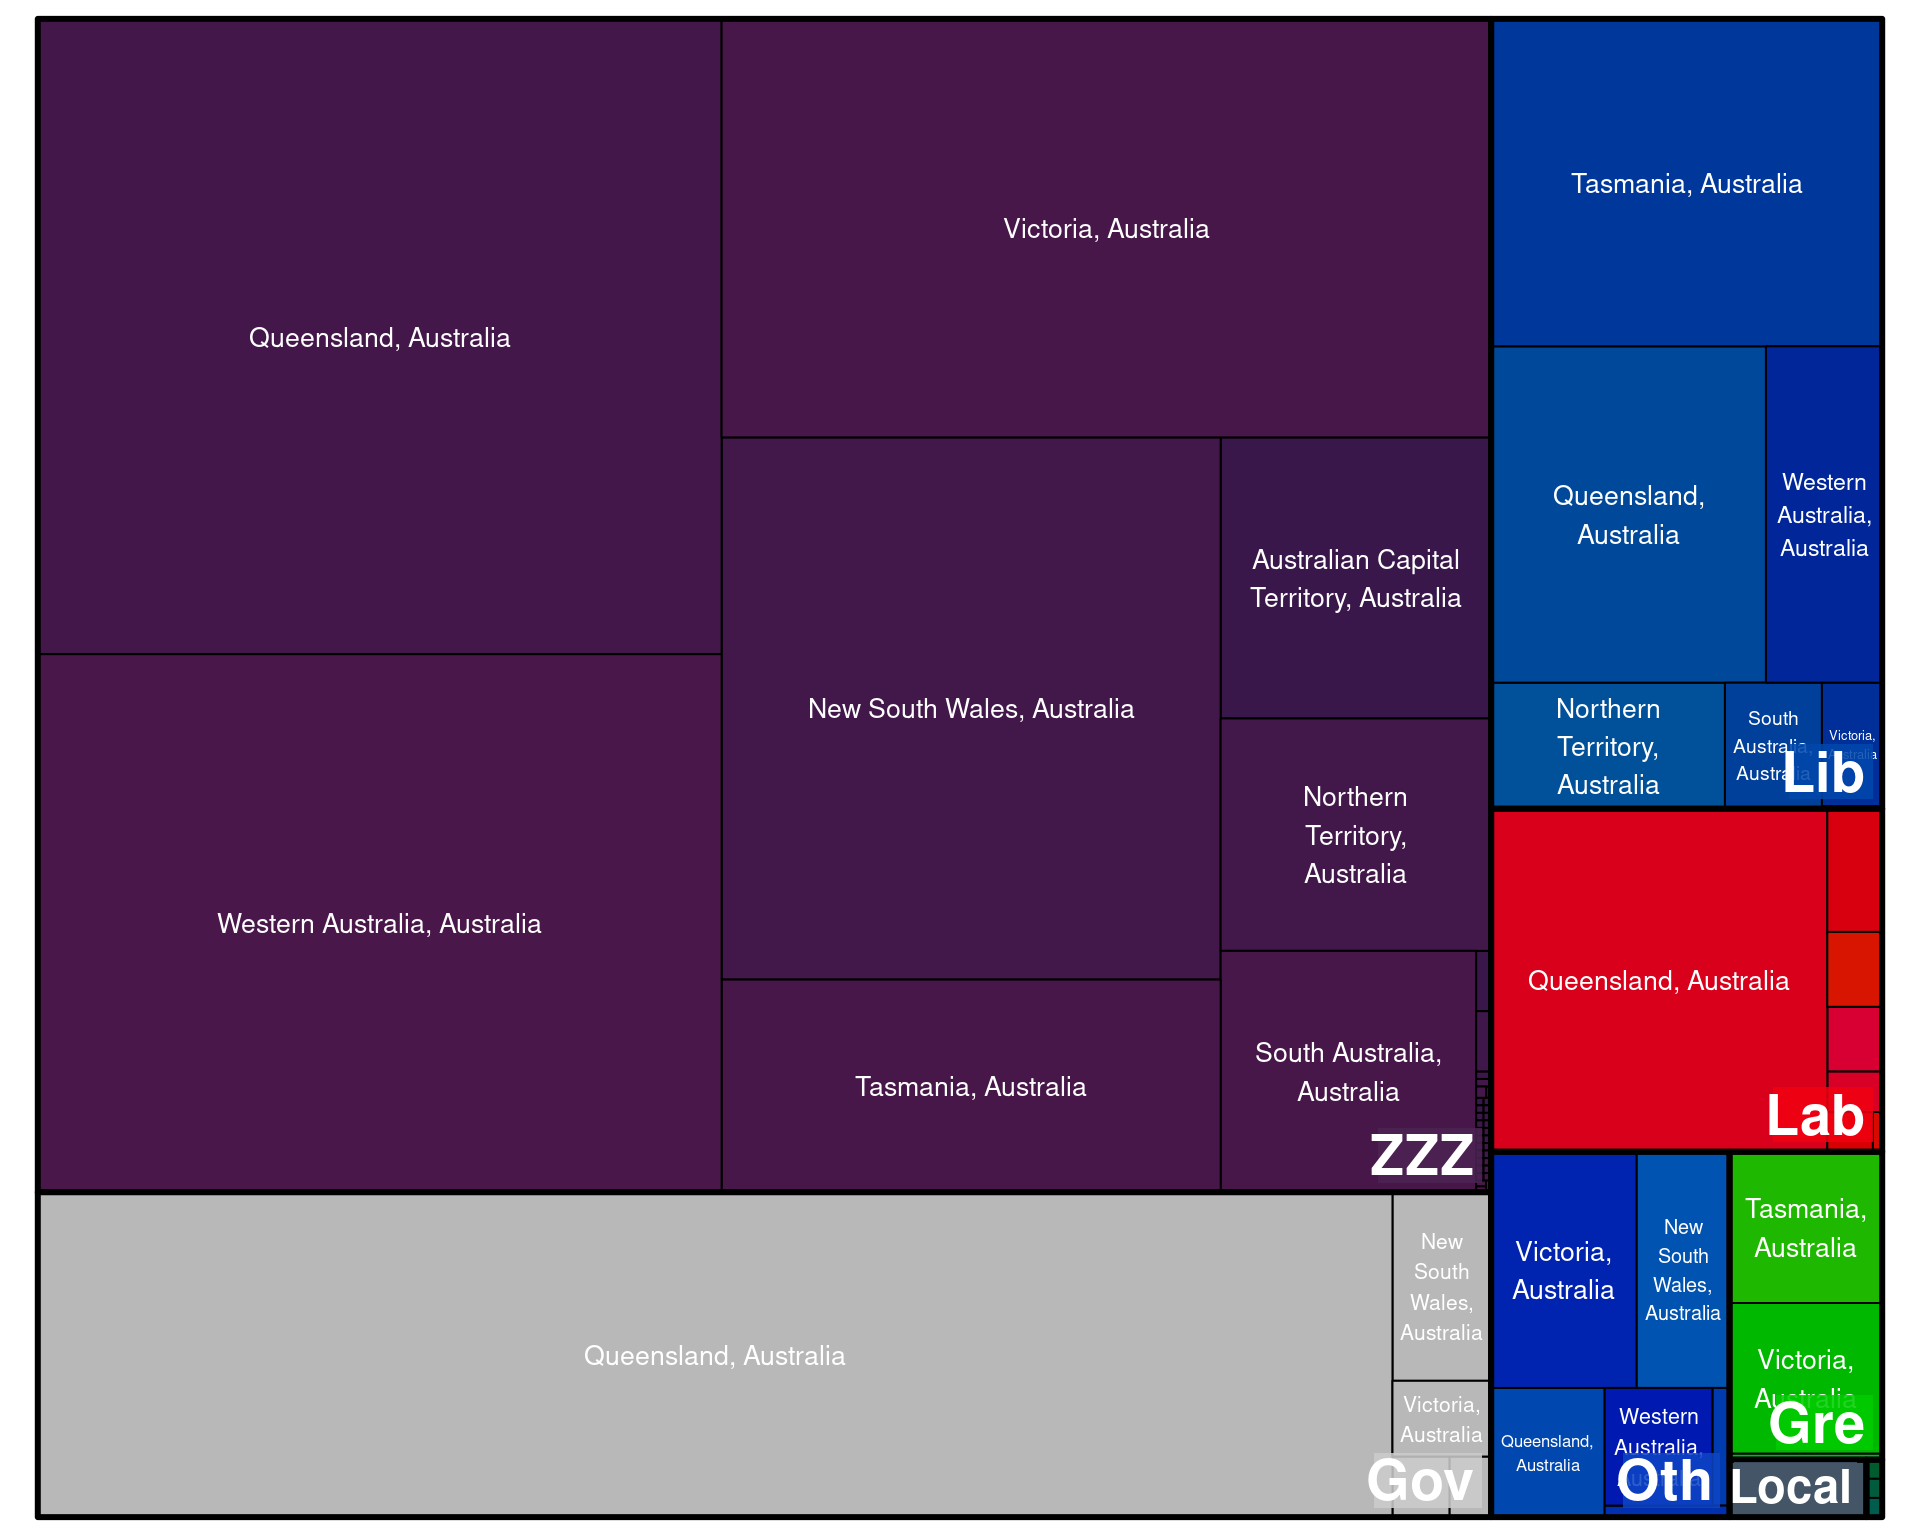 Queensland, Australia
Victoria, Australia
Western Australia, Australia
New South Wales, Australia
Tasmania, Australia
Australian Capital
Territory, Australia
Northern
Territory,
Australia
South Australia,
Australia
ZZZ
Queensland, Australia
New
South
Wales,
Australia
Victoria,
Australia
Gov
Tasmania, Australia
Queensland,
Australia
Western
Australia,
Australia
Northern
Territory,
Australia
South
Australia,
Australia
Victoria,
Australia
Lib
Queensland, Australia
Lab
Victoria,
Australia
New
South
Wales,
Australia
Queensland,
Australia
Western
Australia,
Australia
Oth
Tasmania,
Australia
Victoria,
Australia
Gre
Local